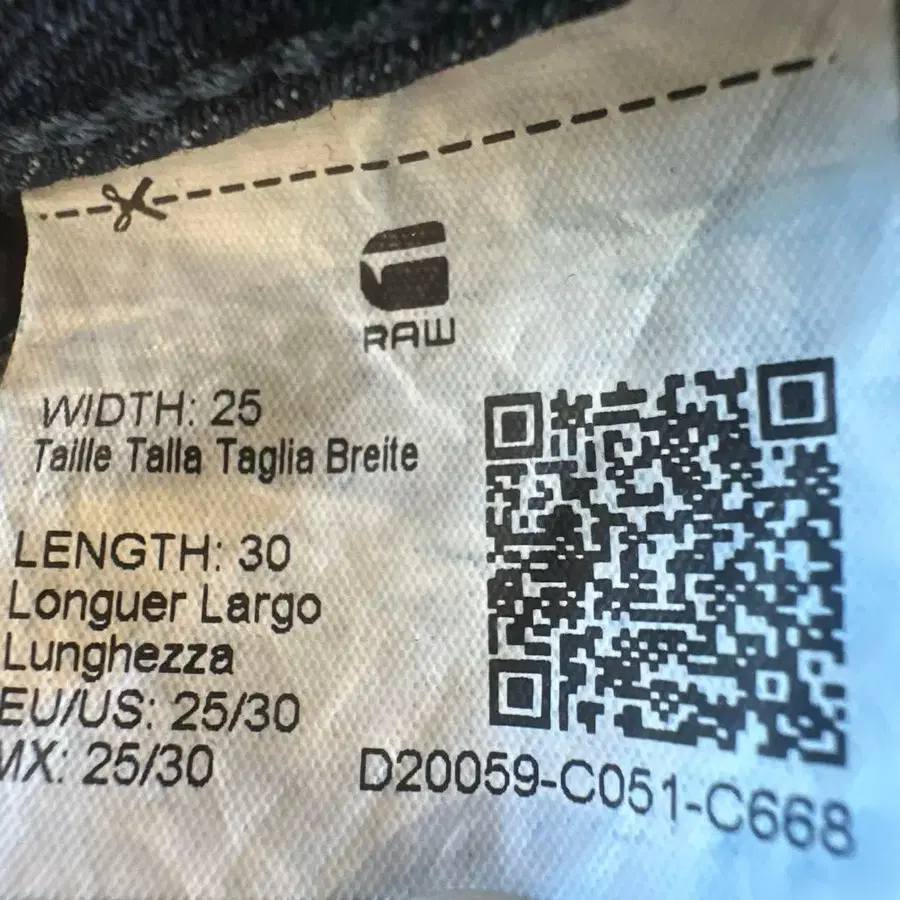 RAW
WIDTH: 25
Taille Talla Taglia Breite
LENGTH: 30
Longuer Largo
Lunghezza
EU/US: 25/30
MX: 25/30
D20059-C051-C668